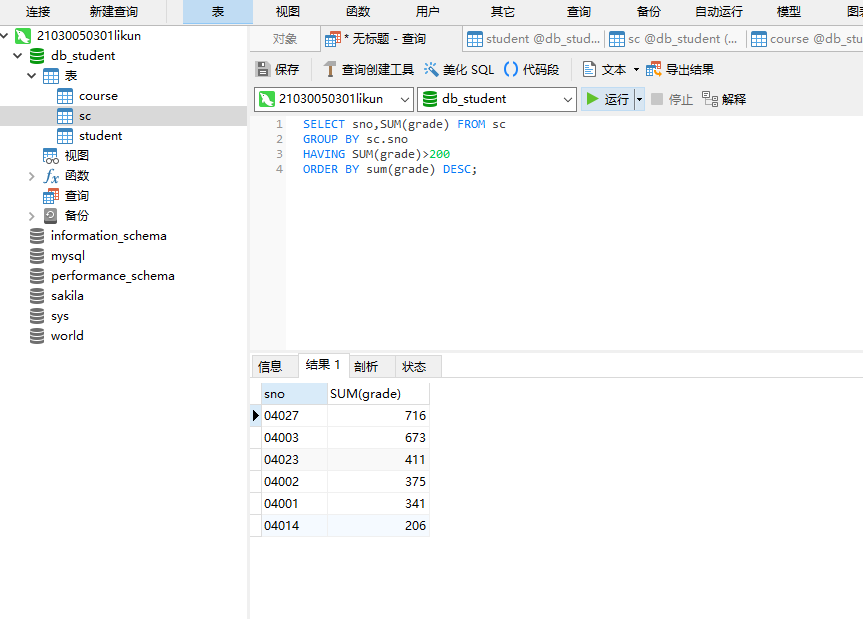 连接 新建查询 表 视图 函数 用户 其它 查询 备份 自动运行 模型
21030050301likun
db_student
表
course
sc
student
视图
函数
查询
备份
information_schema
mysql
performance_schema
sakila
sys
world
对象 * 无标题 - 查询 student @db_stud... sc @db_student (... course @db_stu
保存 查询创建工具 美化 SQL 代码段 文本 导出结果
21030050301likun db_student 运行 停止 解释
1 SELECT sno,SUM(grade) FROM sc
2 GROUP BY sc.sno
3 HAVING SUM(grade)>200
4 ORDER BY sum(grade) DESC;
信息 结果 1 剖析 状态
sno SUM(grade)
04027 716
04003 673
04023 411
04002 375
04001 341
04014 206